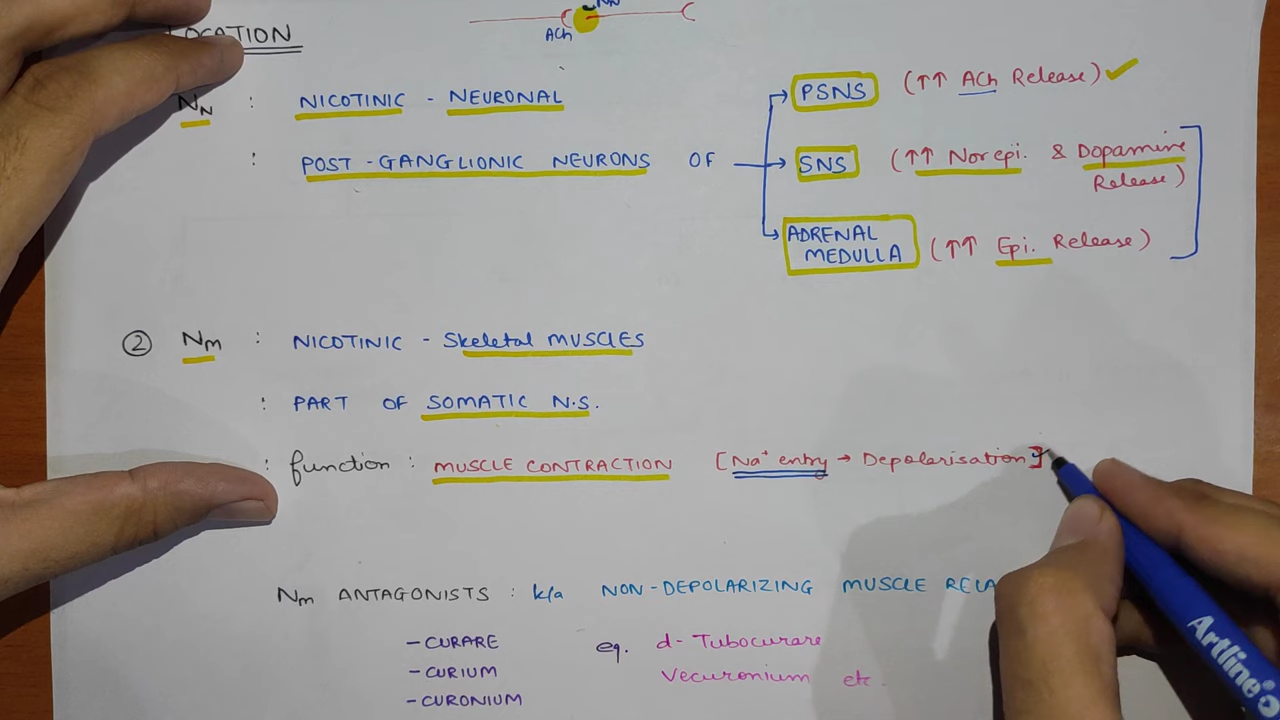 NN
ACh
LOCATION
NN : NICOTINIC - NEURONAL
: POST-GANGLIONIC NEURONS OF
PSNS (↑↑ ACh Release) ✓
SNS (↑↑ Norepi. & Dopamine
Release)
ADRENAL
MEDULLA (↑↑ Epi. Release)
② Nm : NICOTINIC - Skeletal MUSCLES
: PART OF SOMATIC N.S.
: function : MUSCLE CONTRACTION [Na⁺ entry → Depolarisation]
Nm ANTAGONISTS : k/a NON-DEPOLARIZING MUSCLE RELA
- CURARE eg. d-Tubocurare
- CURIUM Vecuronium etc.
- CURONIUM
Artline